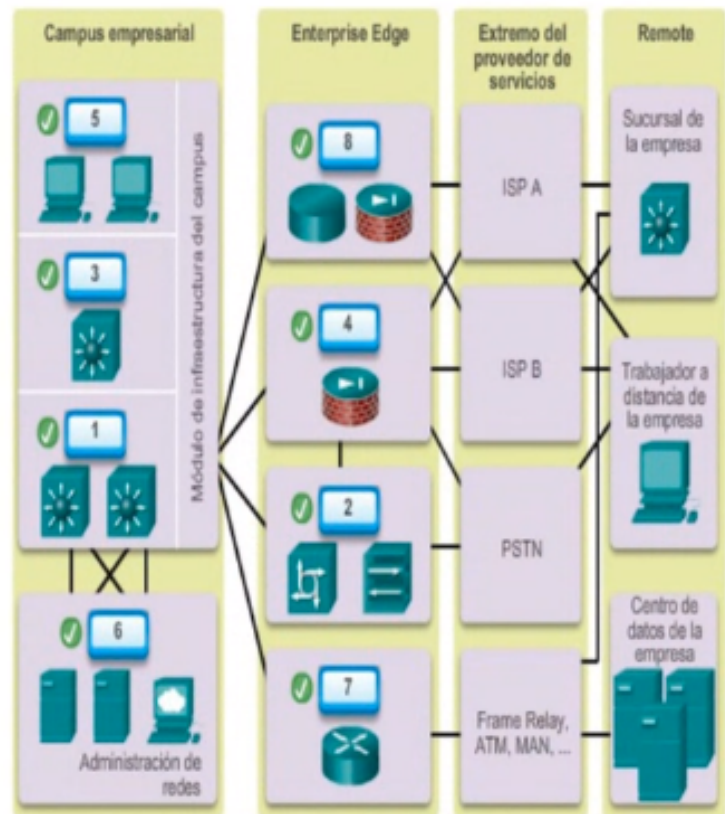 Campus empresarial
5
3
1
Módulo de infraestructura del campus
6
Administración de
redes
Enterprise Edge
8
4
2
7
Extremo del
proveedor de
servicios
ISP A
ISP B
PSTN
Frame Relay,
ATM, MAN, ...
Remote
Sucursal de
la empresa
Trabajador a
distancia de
la empresa
Centro de
datos de la
empresa